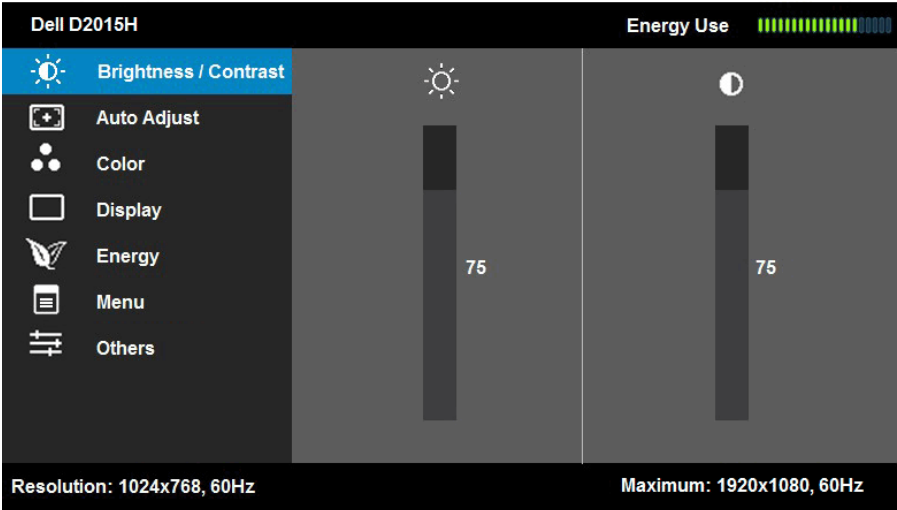 Dell D2015H
Energy Use
Brightness / Contrast
Auto Adjust
Color
Display
Energy
Menu
Others
75
75
Resolution: 1024x768, 60Hz
Maximum: 1920x1080, 60Hz